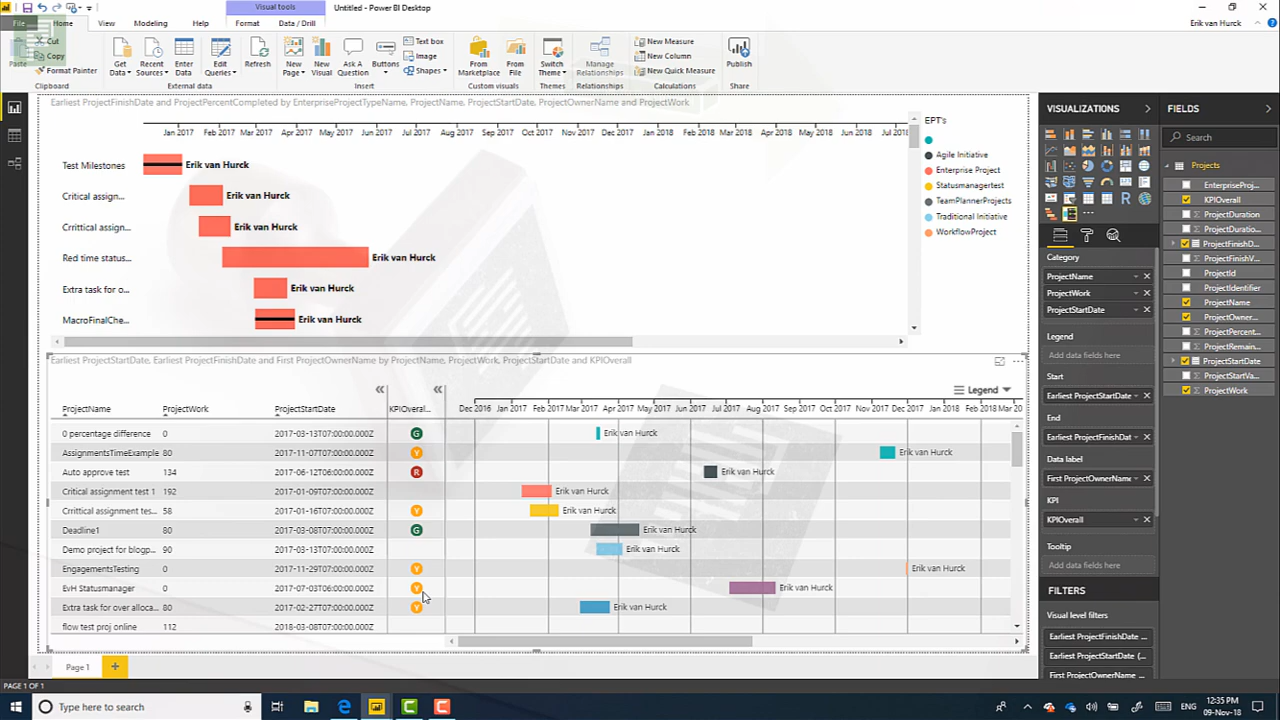 Visual tools
Untitled - Power BI Desktop
Erik van Hurck
File Home View Modeling Help Format Data / Drill
Paste
Cut
Copy
Format Painter
Clipboard
Get Data
Recent Sources
Enter Data
Edit Queries
Refresh
External data
New Page
New Visual
Ask A Question
Buttons
Text box
Image
Shapes
Insert
From Marketplace
From File
Custom visuals
Switch Theme
Themes
Manage Relationships
Relationships
New Measure
New Column
New Quick Measure
Calculations
Publish
Share
Earliest ProjectFinishDate and ProjectPercentCompleted by EnterpriseProjectTypeName, ProjectName, ProjectStartDate, ProjectOwnerName and ProjectWork
Jan 2017 Feb 2017 Mar 2017 Apr 2017 May 2017 Jun 2017 Jul 2017 Aug 2017 Sep 2017 Oct 2017 Nov 2017 Dec 2017 Jan 2018 Feb 2018 Mar 2018 Apr 2018 May 2018 Jun 2018 Jul 2018
Test Milestones Erik van Hurck
Critical assign... Erik van Hurck
Crrittical assign... Erik van Hurck
Red time status... Erik van Hurck
Extra task for o... Erik van Hurck
MacroFinalChe... Erik van Hurck
EPT's
Agile Initiative
Enterprise Project
Statusmanagertest
TeamPlannerProjects
Traditional Initiative
WorkflowProject
Earliest ProjectStartDate, Earliest ProjectFinishDate and First ProjectOwnerName by ProjectName, ProjectWork, ProjectStartDate and KPIOverall
Legend
ProjectName ProjectWork ProjectStartDate KPIOverall... Dec 2016 Jan 2017 Feb 2017 Mar 2017 Apr 2017 May 2017 Jun 2017 Jul 2017 Aug 2017 Sep 2017 Oct 2017 Nov 2017 Dec 2017 Jan 2018 Feb 2018 Mar 20
0 percentage difference 0 2017-03-13T07:00:00.000Z G Erik van Hurck
AssignmentsTimeExample 80 2017-11-07T07:00:00.000Z Y Erik van Hurck
Auto approve test 134 2017-06-12T06:00:00.000Z R Erik van Hurck
Critical assignment test 1 192 2017-01-09T07:00:00.000Z Erik van Hurck
Crrittical assignment tes... 58 2017-01-16T07:00:00.000Z Y Erik van Hurck
Deadline1 80 2017-03-08T07:00:00.000Z G Erik van Hurck
Demo project for blogp... 90 2017-03-13T07:00:00.000Z Erik van Hurck
EngagementsTesting 0 2017-11-29T07:00:00.000Z Y Erik van Hurck
EvH Statusmanager 0 2017-07-03T06:00:00.000Z Y Erik van Hurck
Extra task for over alloca... 80 2017-02-27T07:00:00.000Z Y Erik van Hurck
flow test proj online 112 2018-03-08T07:00:00.000Z
Page 1
PAGE 1 OF 1
VISUALIZATIONS
Category
ProjectName
ProjectWork
ProjectStartDate
Legend
Add data fields here
Start
Earliest ProjectStartDate
End
Earliest ProjectFinishDat
Data label
First ProjectOwnerName
KPI
KPIOverall
Tooltip
Add data fields here
FILTERS
Visual level filters
Earliest ProjectFinishDate ...
Earliest ProjectStartDate (...
First ProjectOwnerName...
FIELDS
Search
Projects
EnterpriseProj...
KPIOverall
ProjectDuration
ProjectDuratio...
ProjectFinishD...
ProjectFinishV...
ProjectId
ProjectIdentifier
ProjectName
ProjectOwner...
ProjectPercent...
ProjectRemain...
ProjectStartDate
ProjectStartVa...
ProjectWork
Type here to search
ENG
12:35 PM
09-Nov-18